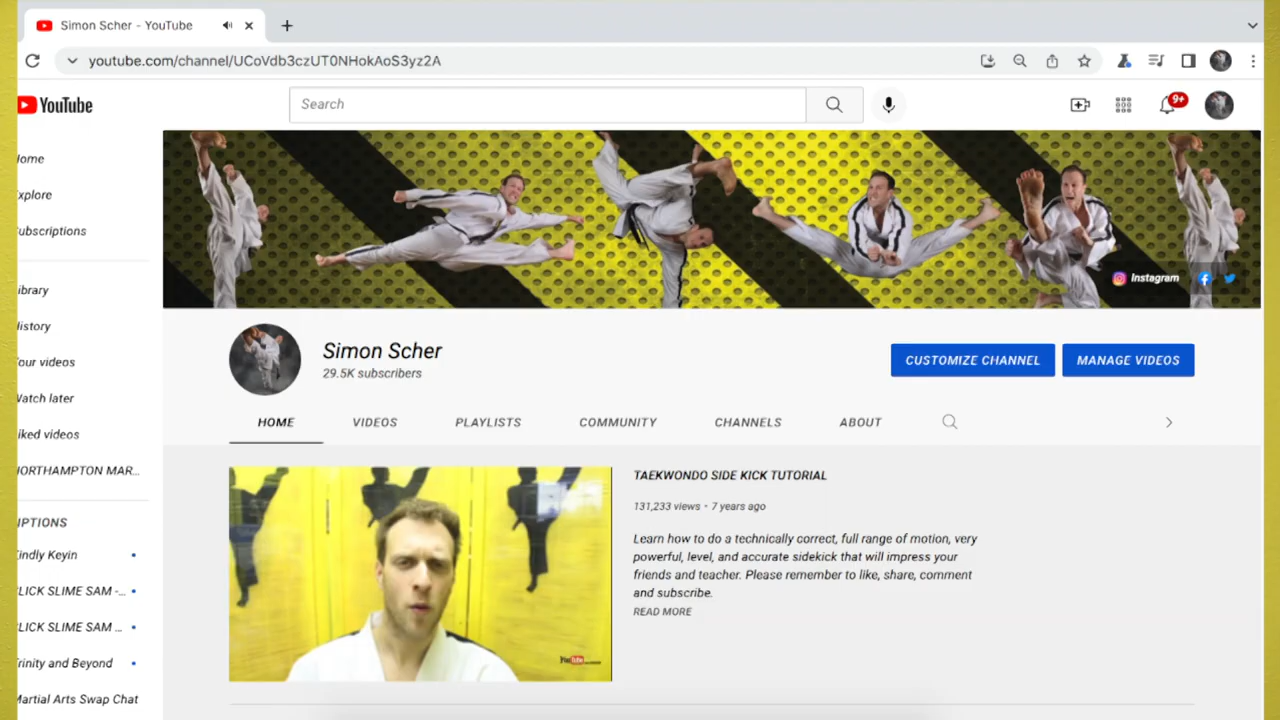 Simon Scher - YouTube
youtube.com/channel/UCoVdb3czUT0NHokAoS3yz2A
YouTube
Search
9+
ome
xplore
ubscriptions
ibrary
istory
our videos
Watch later
iked videos
NORTHAMPTON MAR...
IPTIONS
indly Keyin
LICK SLIME SAM -...
LICK SLIME SAM ...
rinity and Beyond
Martial Arts Swap Chat
Instagram
Simon Scher
29.5K subscribers
CUSTOMIZE CHANNEL
MANAGE VIDEOS
HOME VIDEOS PLAYLISTS COMMUNITY CHANNELS ABOUT
TAEKWONDO SIDE KICK TUTORIAL
131,233 views • 7 years ago
Learn how to do a technically correct, full range of motion, very
powerful, level, and accurate sidekick that will impress your
friends and teacher. Please remember to like, share, comment
and subscribe.
READ MORE
YouTube